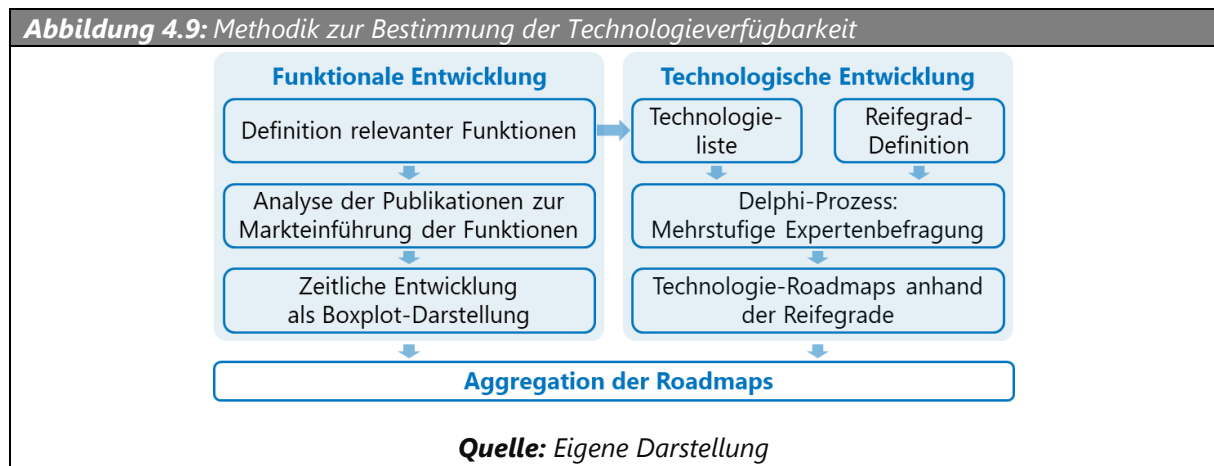 Abbildung 4.9: Methodik zur Bestimmung der Technologieverfügbarkeit
Funktionale Entwicklung
Definition relevanter Funktionen
Analyse der Publikationen zur
Markteinführung der Funktionen
Zeitliche Entwicklung
als Boxplot-Darstellung
Technologische Entwicklung
Technologie-
liste
Reifegrad-
Definition
Delphi-Prozess:
Mehrstufige Expertenbefragung
Technologie-Roadmaps anhand
der Reifegrade
Aggregation der Roadmaps
Quelle: Eigene Darstellung